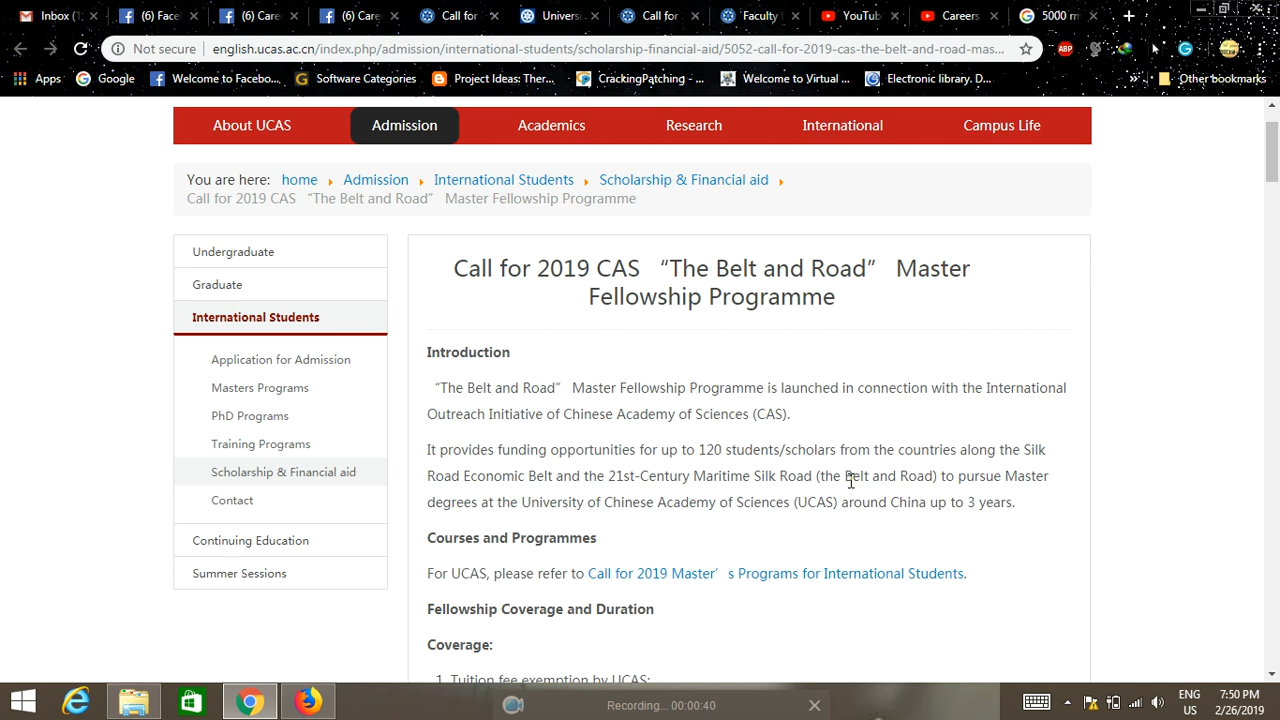 Inbox (1
(6) Face
(6) Care
(6) Care
Call for
Univers
Call for
Faculty
YouTub
Careers
5000 rm
Not secure
english.ucas.ac.cn/index.php/admission/international-students/scholarship-financial-aid/5052-call-for-2019-cas-the-belt-and-road-mas...
ABP
Apps
Google
Welcome to Facebo...
Software Categories
Project Ideas: Ther...
CrackingPatching - ...
Welcome to Virtual ...
Electronic library. D...
Other bookmarks
About UCAS
Admission
Academics
Research
International
Campus Life
You are here: home Admission International Students Scholarship & Financial aid
Call for 2019 CAS “The Belt and Road” Master Fellowship Programme
Undergraduate
Graduate
International Students
Application for Admission
Masters Programs
PhD Programs
Training Programs
Scholarship & Financial aid
Contact
Continuing Education
Summer Sessions
Call for 2019 CAS “The Belt and Road” Master
Fellowship Programme
Introduction
“The Belt and Road” Master Fellowship Programme is launched in connection with the International
Outreach Initiative of Chinese Academy of Sciences (CAS).
It provides funding opportunities for up to 120 students/scholars from the countries along the Silk
Road Economic Belt and the 21st-Century Maritime Silk Road (the Belt and Road) to pursue Master
degrees at the University of Chinese Academy of Sciences (UCAS) around China up to 3 years.
Courses and Programmes
For UCAS, please refer to Call for 2019 Master’s Programs for International Students.
Fellowship Coverage and Duration
Coverage:
1. Tuition fee exemption by UCAS;
Recording... 00:00:40
ENG
US
7:50 PM
2/26/2019